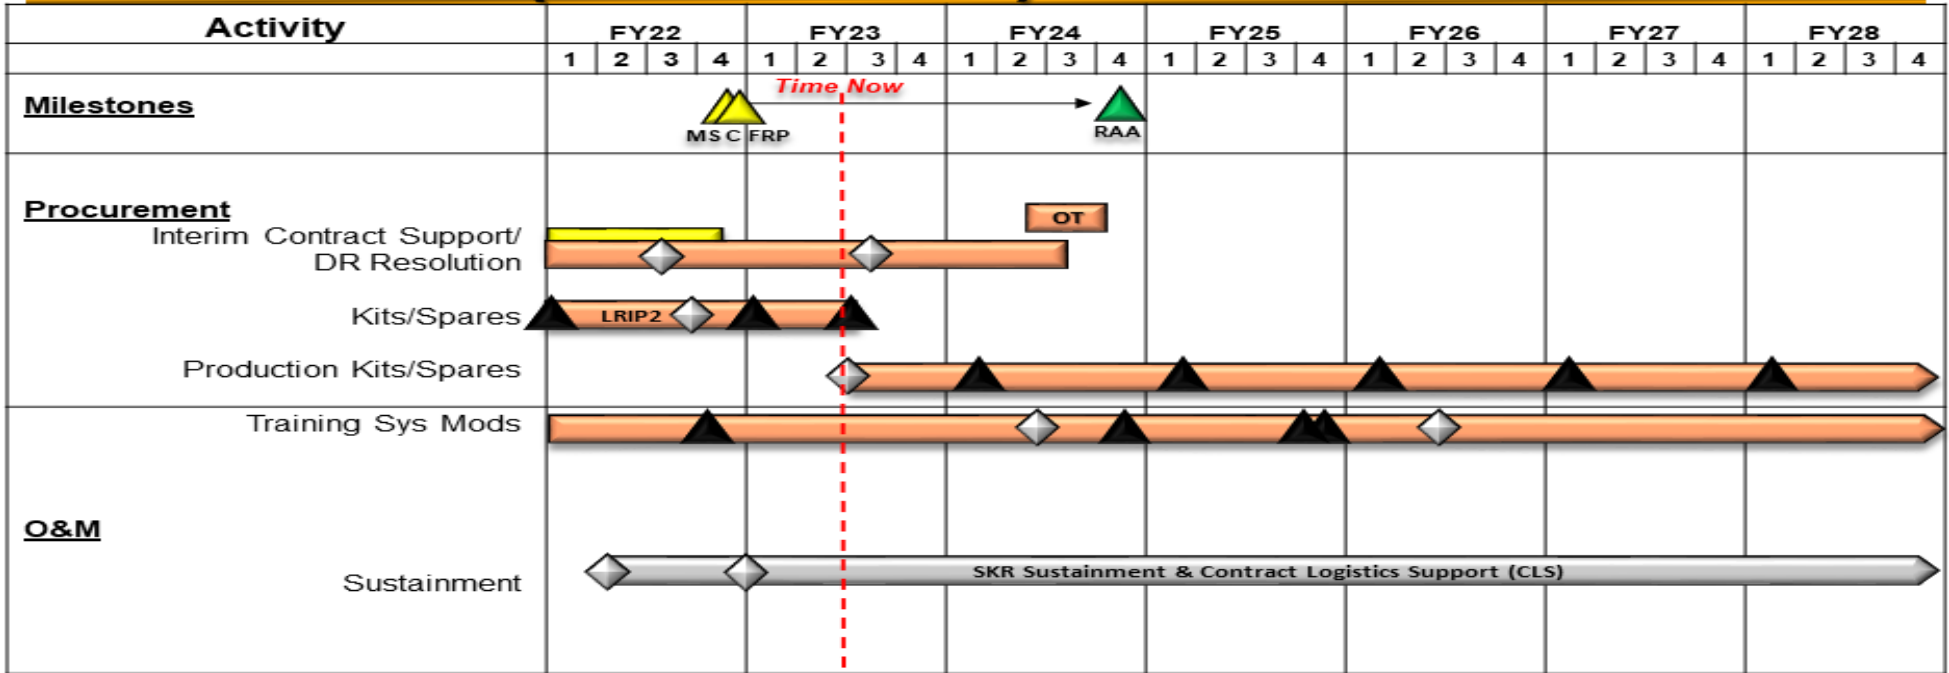 Activity
FY22 FY23 FY24 FY25 FY26 FY27 FY28
1 2 3 4 1 2 3 4 1 2 3 4 1 2 3 4 1 2 3 4 1 2 3 4 1 2 3 4
Time Now
Milestones
MS C FRP
RAA
Procurement
OT
Interim Contract Support/
DR Resolution
Kits/Spares
LRIP2
Production Kits/Spares
Training Sys Mods
O&M
Sustainment
SKR Sustainment & Contract Logistics Support (CLS)